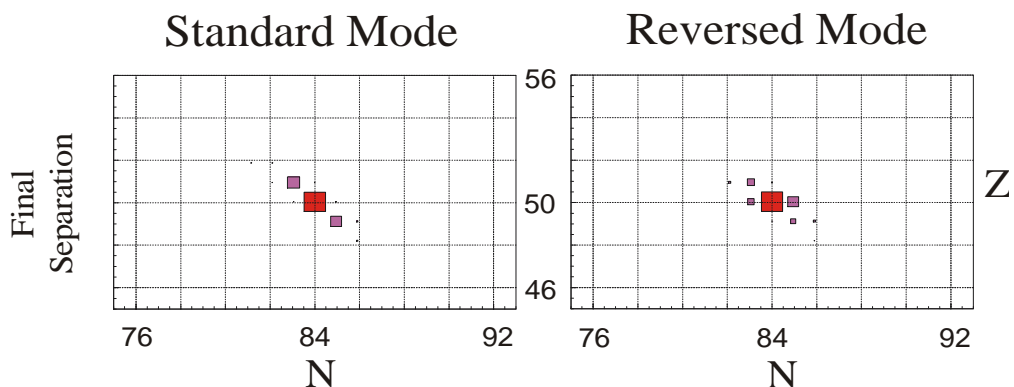 Standard Mode
Reversed Mode
Final
Separation
56
50
46
Z
76
84
92
76
84
92
N
N